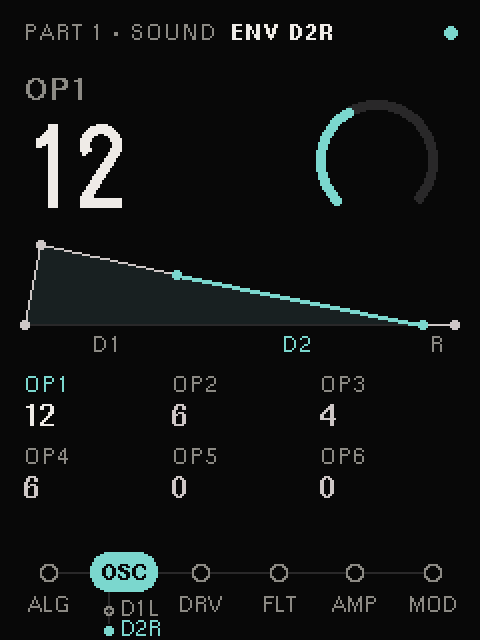 PART 1 · SOUND ENV D2R
OP1
12
D1 D2 R
OP1 OP2 OP3
12 6 4
OP4 OP5 OP6
6 0 0
OSC
ALG DRV FLT AMP MOD
D1L
D2R